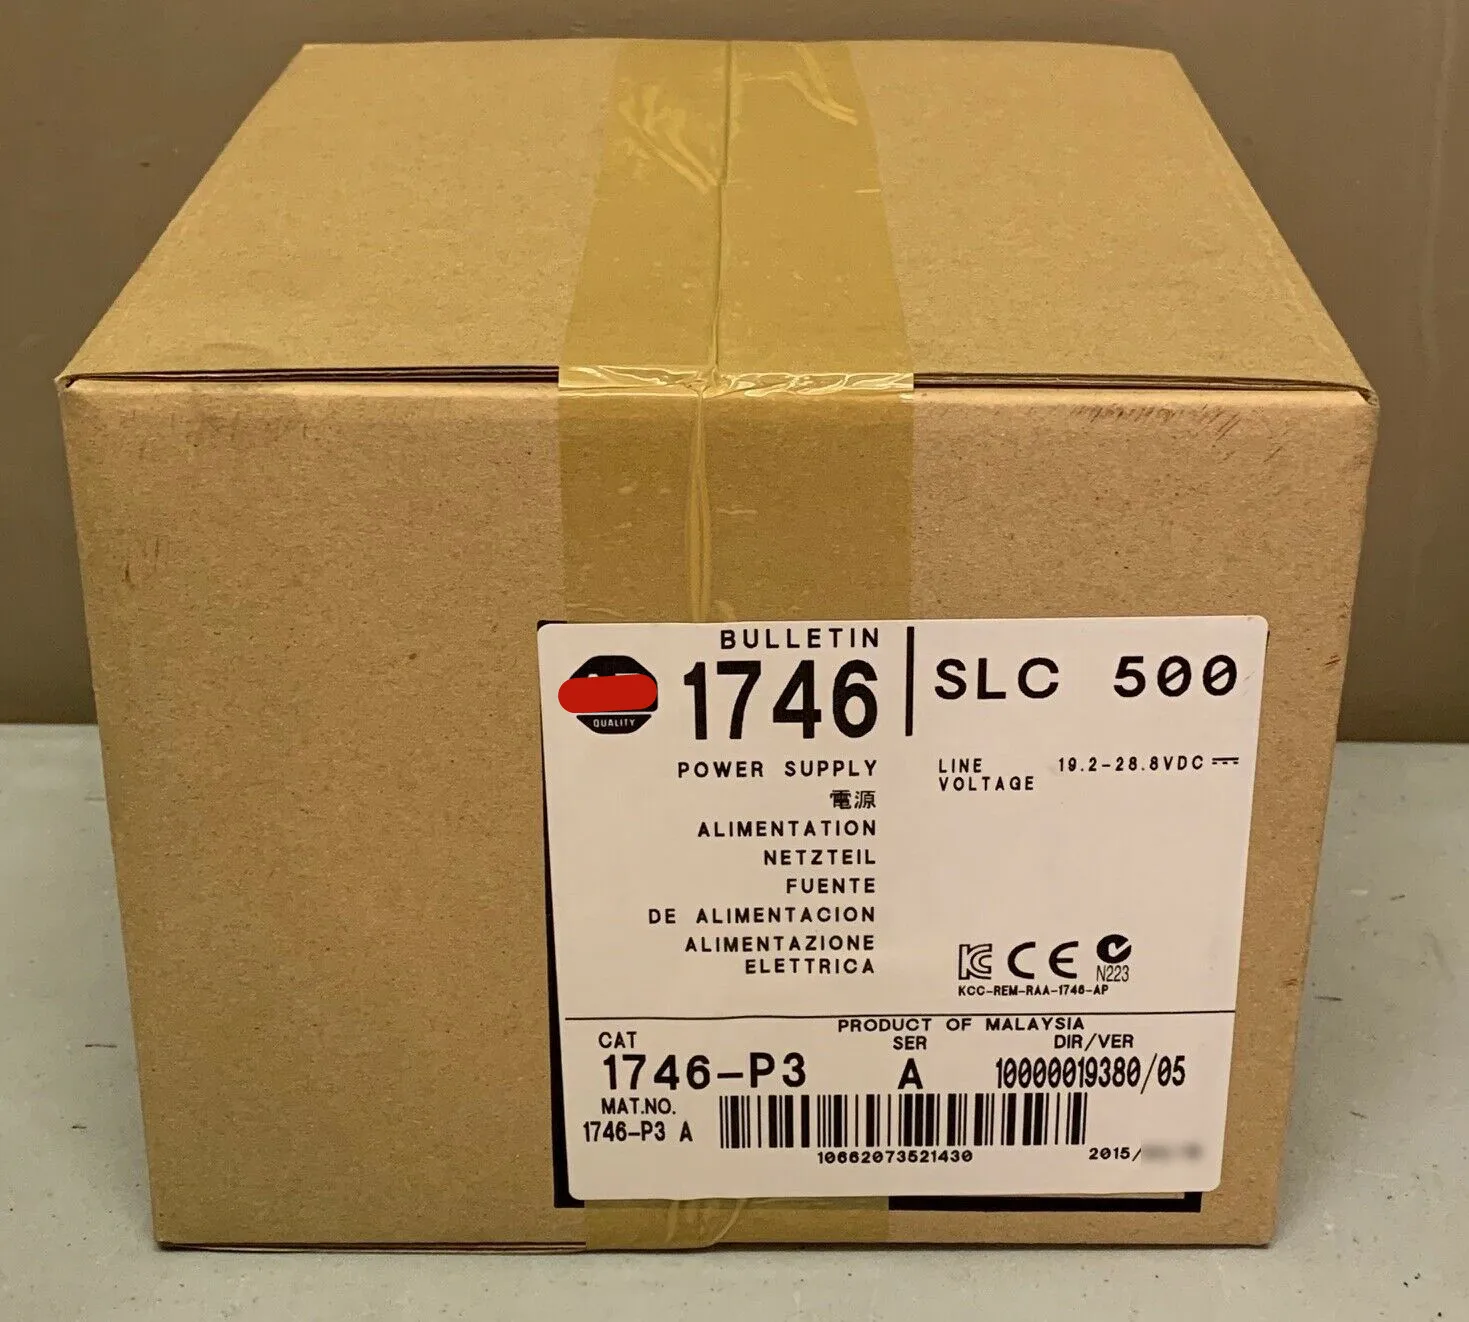 BULLETIN
1746
SLC 500
QUALITY
POWER SUPPLY
電源
ALIMENTATION
NETZTEIL
FUENTE
DE ALIMENTACION
ALIMENTAZIONE
ELETTRICA
LINE VOLTAGE 19.2-28.8VDC
CE
N223
KCC-REM-RAA-1746-AP
PRODUCT OF MALAYSIA
CAT SER DIR/VER
1746-P3 A 10000019380/05
MAT.NO.
1746-P3 A
10662073521430
2015/